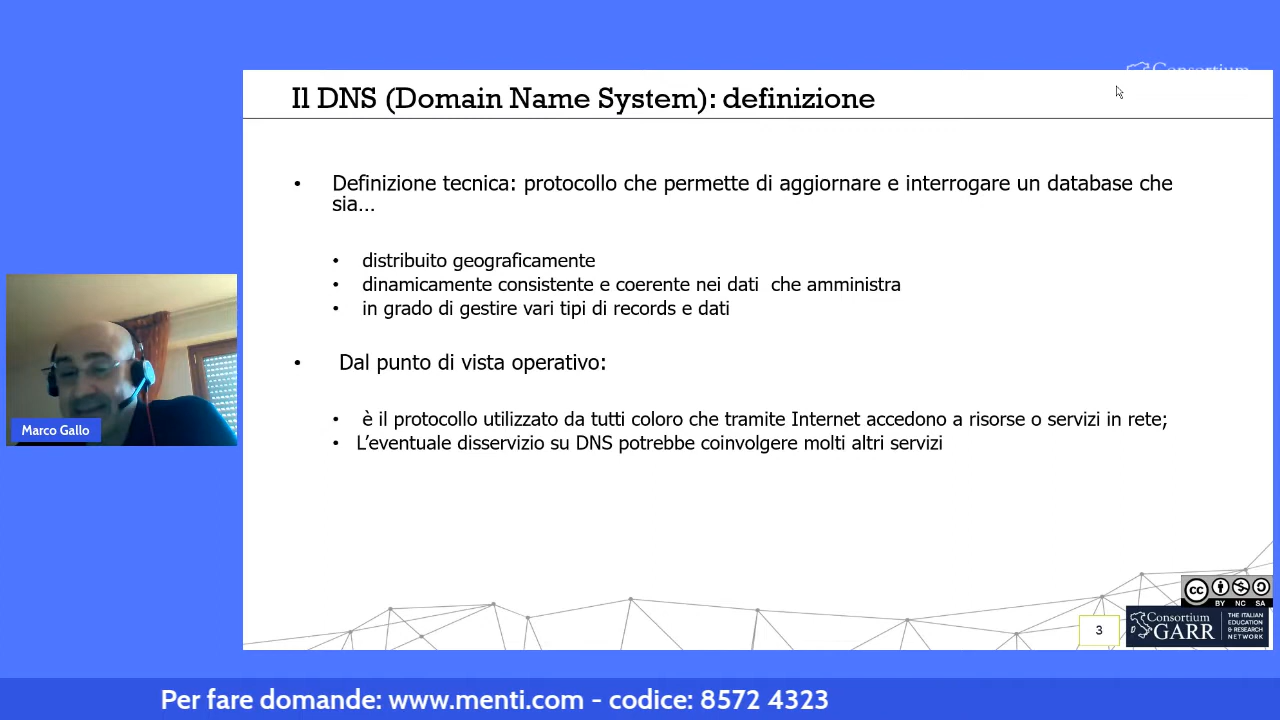 Consortium
Il DNS (Domain Name System): definizione
• Definizione tecnica: protocollo che permette di aggiornare e interrogare un database che
sia…
• distribuito geograficamente
• dinamicamente consistente e coerente nei dati che amministra
• in grado di gestire vari tipi di records e dati
• Dal punto di vista operativo:
• è il protocollo utilizzato da tutti coloro che tramite Internet accedono a risorse o servizi in rete;
• L’eventuale disservizio su DNS potrebbe coinvolgere molti altri servizi
Marco Gallo
cc
BY NC SA
3
Consortium
GARR
THE ITALIAN
EDUCATION
& RESEARCH
NETWORK
Per fare domande: www.menti.com - codice: 8572 4323